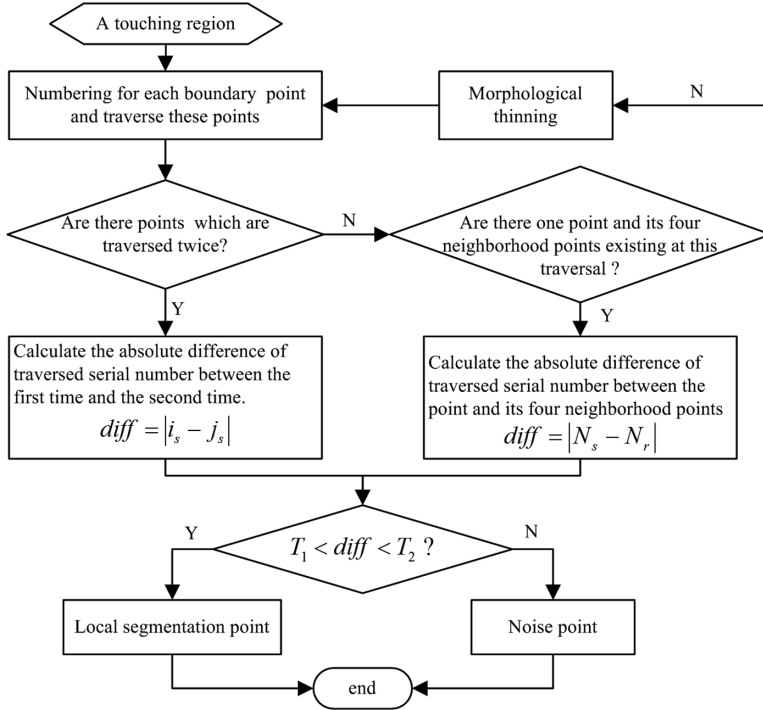 A touching region
Numbering for each boundary point
and traverse these points
Morphological
thinning
N
Are there points which are
traversed twice?
N
Are there one point and its four
neighborhood points existing at this
traversal ?
Y
Y
Calculate the absolute difference of
traversed serial number between the
first time and the second time.
diff = |i_s − j_s|
Calculate the absolute difference of
traversed serial number between the
point and its four neighborhood points
diff = |N_s − N_r|
Y
T_1 < diff < T_2 ?
N
Local segmentation point
Noise point
end